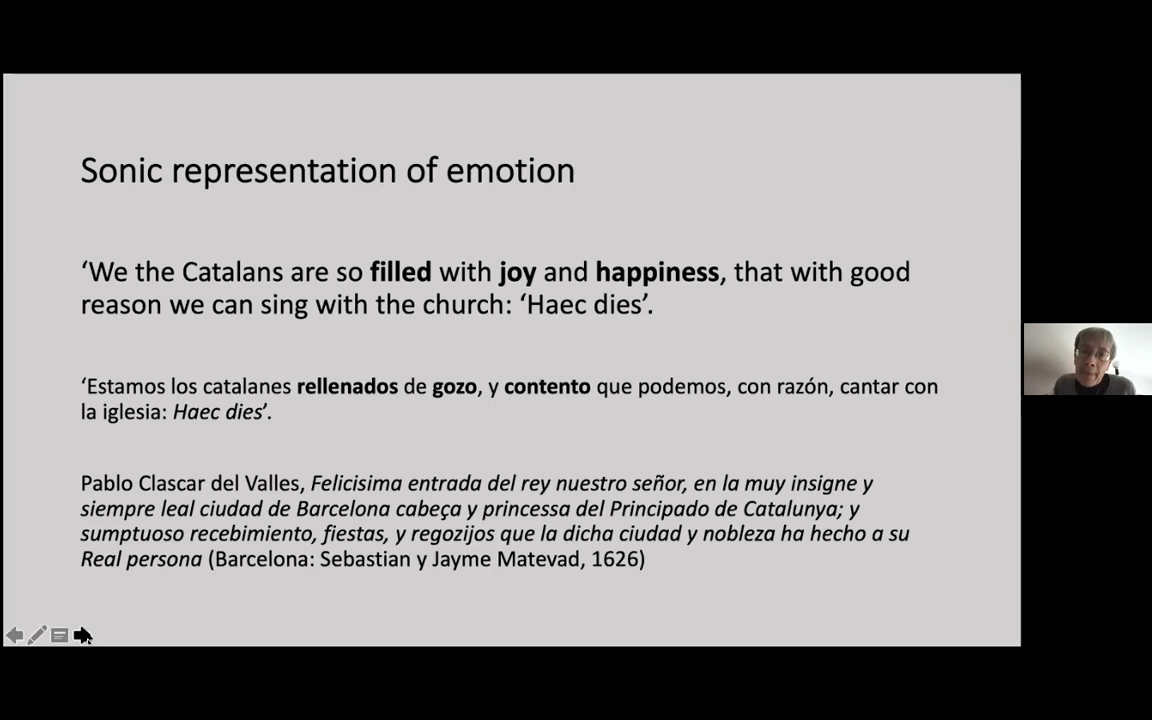 Sonic representation of emotion
‘We the Catalans are so filled with joy and happiness, that with good
reason we can sing with the church: ‘Haec dies’.
‘Estamos los catalanes rellenados de gozo, y contento que podemos, con razón, cantar con
la iglesia: Haec dies’.
Pablo Clascar del Valles, Felicisima entrada del rey nuestro señor, en la muy insigne y
siempre leal ciudad de Barcelona cabeça y princessa del Principado de Catalunya; y
sumptuoso recebimiento, fiestas, y regozijos que la dicha ciudad y nobleza ha hecho a su
Real persona (Barcelona: Sebastian y Jayme Matevad, 1626)